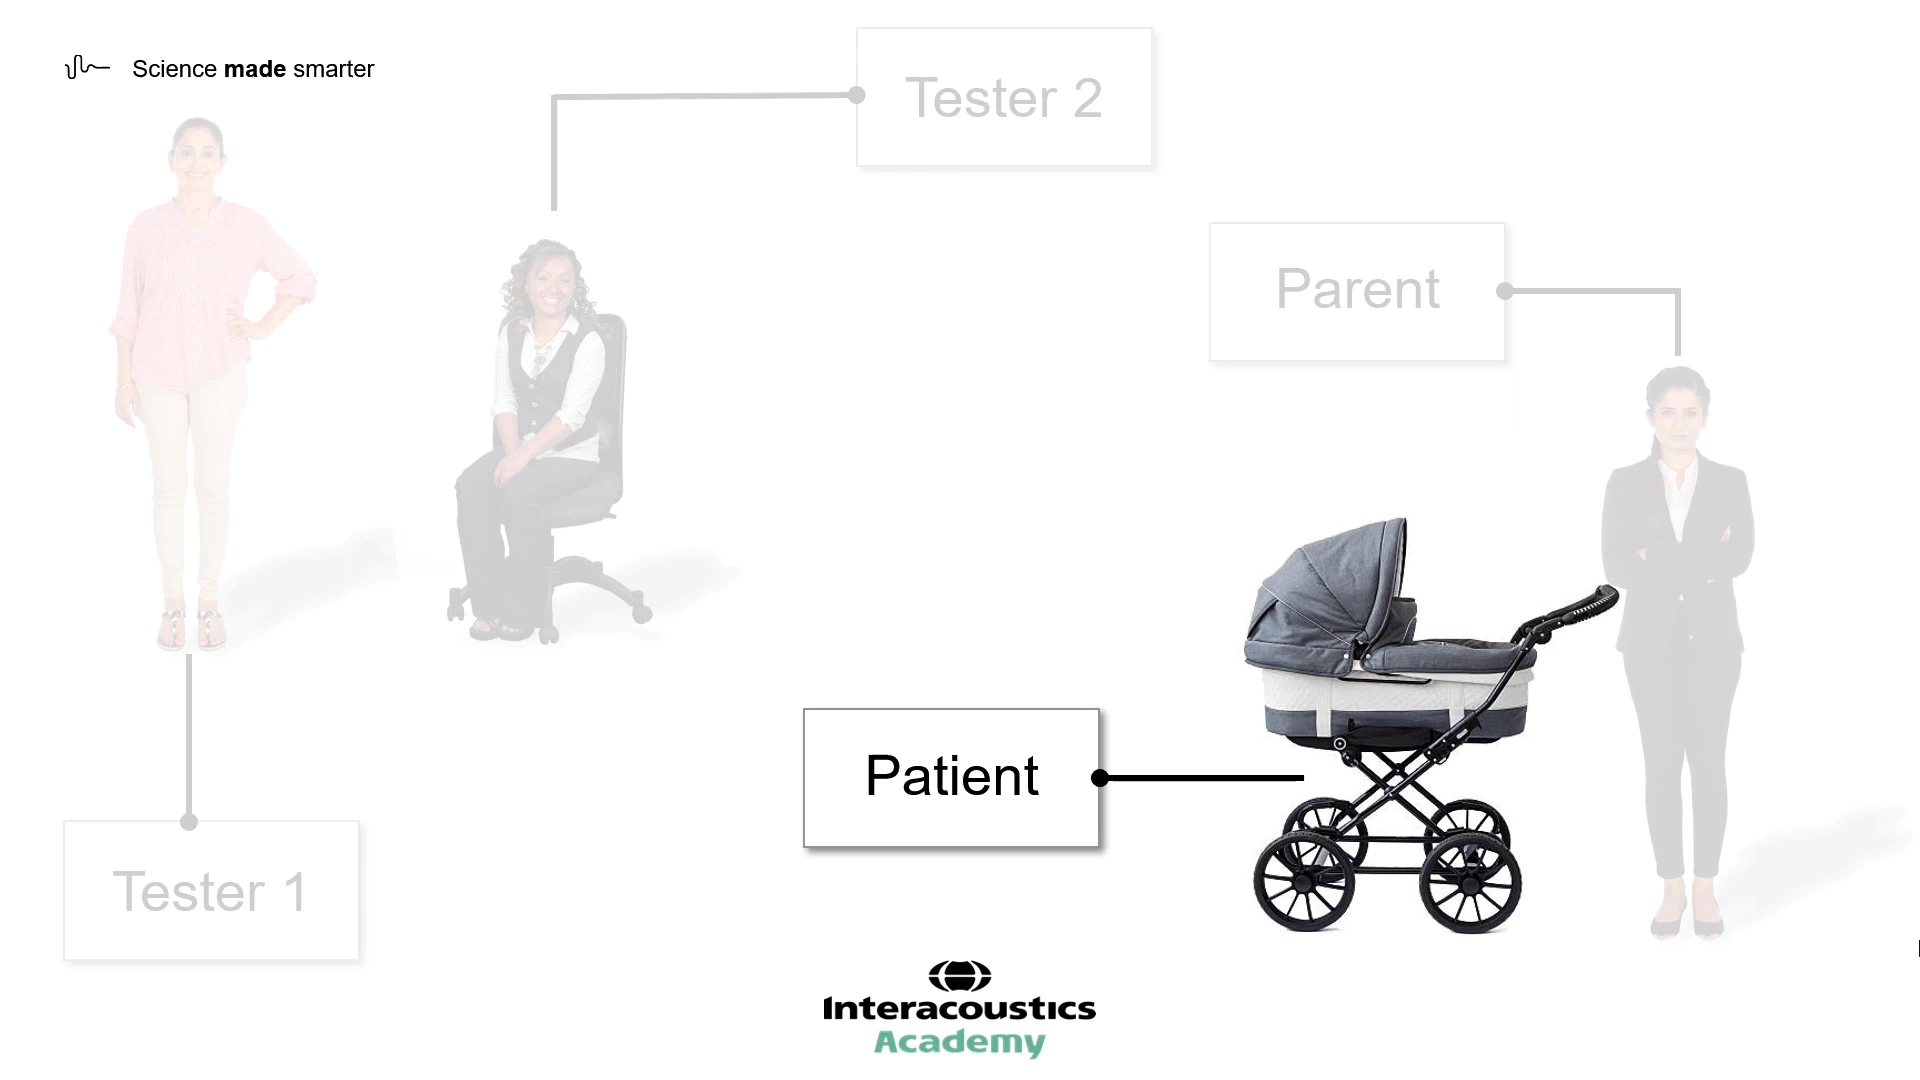 Science made smarter
Tester 2
Parent
Patient
Tester 1
Interacoustics
Academy